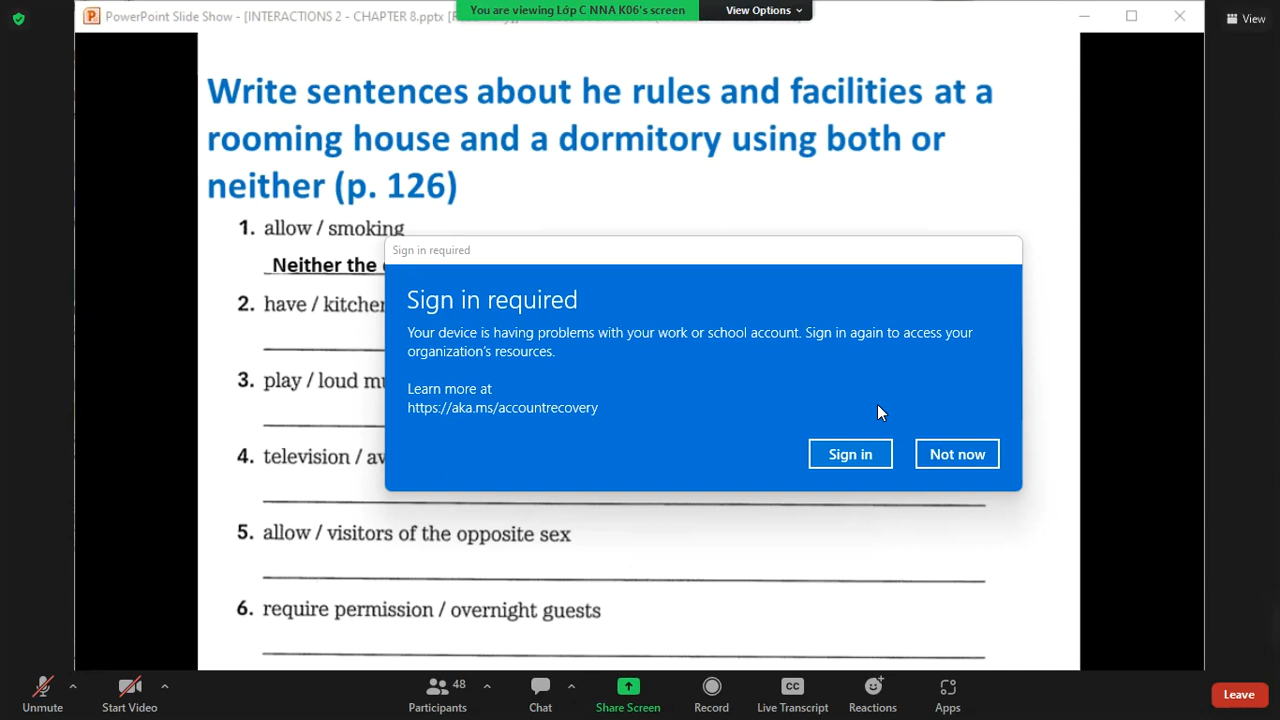 PowerPoint Slide Show - [INTERACTIONS 2 - CHAPTER 8.pptx
You are viewing Lớp C NNA K06's screen
View Options
View
Write sentences about he rules and facilities at a
rooming house and a dormitory using both or
neither (p. 126)
1. allow / smoking
Neither the
2. have / kitchen
3. play / loud
4. television /
5. allow / visitors of the opposite sex
6. require permission / overnight guests
Sign in required
Sign in required
Your device is having problems with your work or school account. Sign in again to access your
organization's resources.
Learn more at
https://aka.ms/accountrecovery
Sign in
Not now
Unmute
Start Video
48
Participants
Chat
Share Screen
Record
CC
Live Transcript
Reactions
Apps
Leave